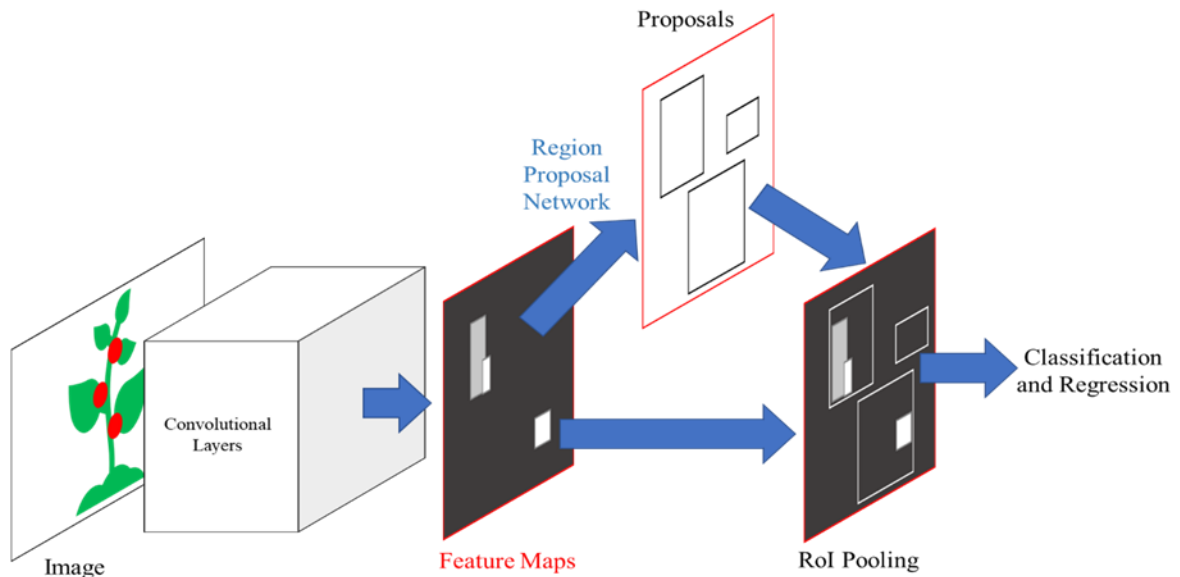 Proposals
Region
Proposal
Network
Convolutional
Layers
Classification
and Regression
Image
Feature Maps
RoI Pooling